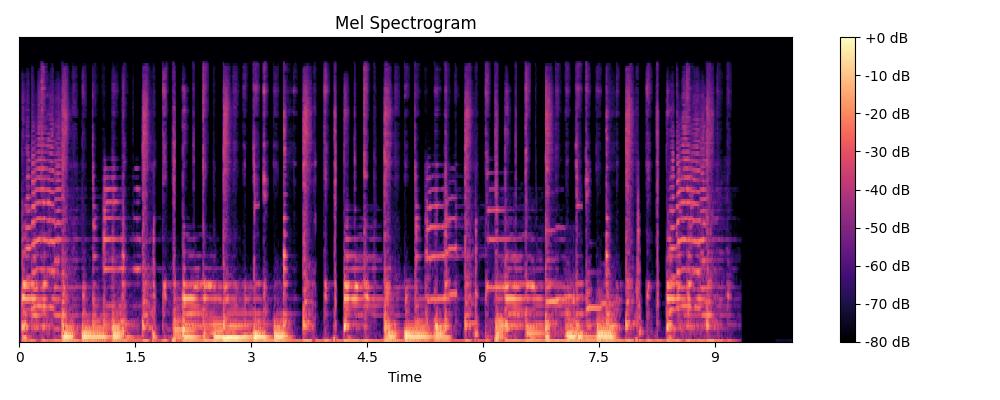 Mel Spectrogram
+0 dB
-10 dB
-20 dB
-30 dB
-40 dB
-50 dB
-60 dB
-70 dB
-80 dB
0 1.5 3 4.5 6 7.5 9
Time